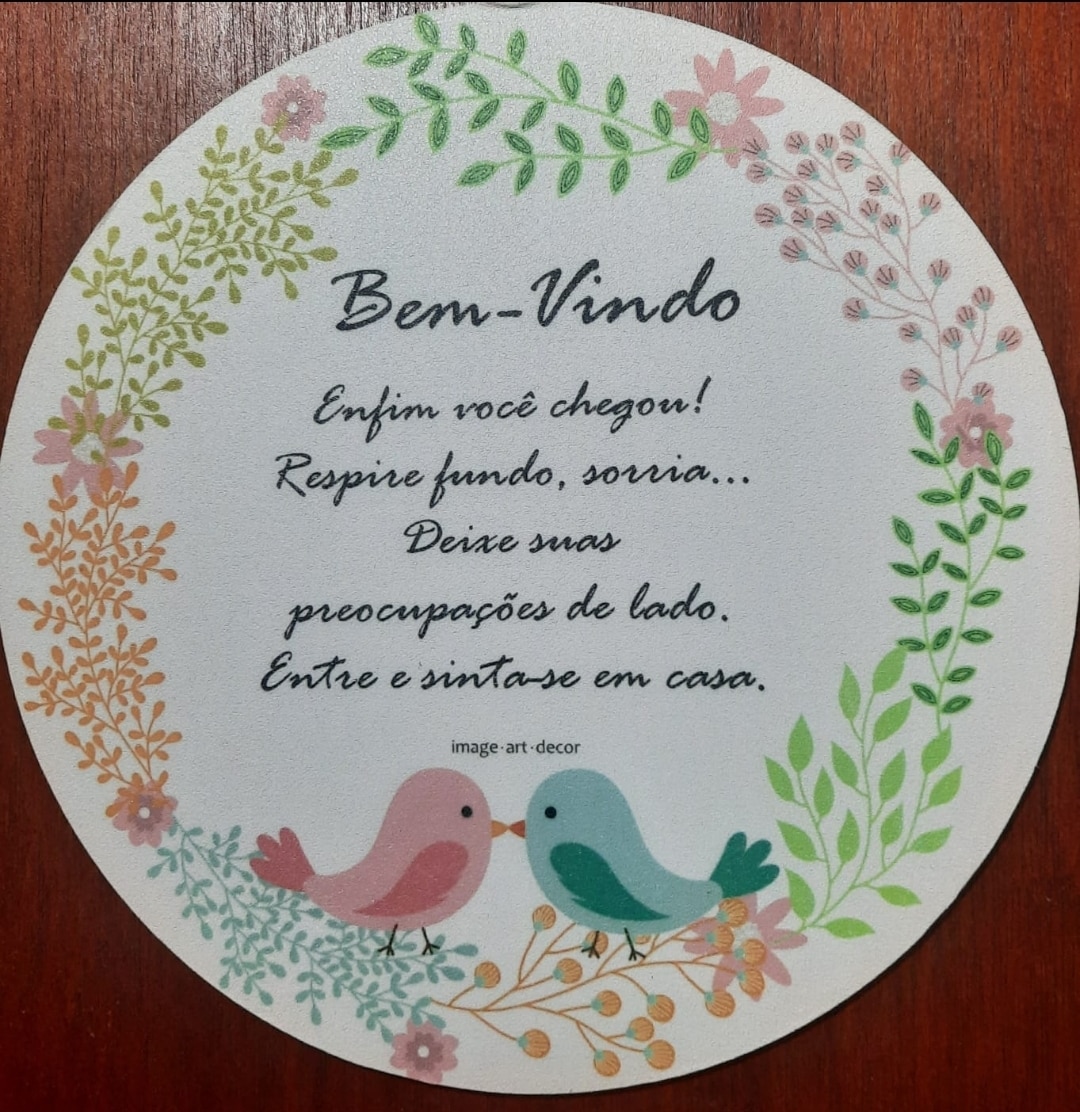 Bem-Vindo
Enfim você chegou!
Respire fundo, sorria...
Deixe suas
preocupações de lado.
Entre e sinta-se em casa.
image·art·decor